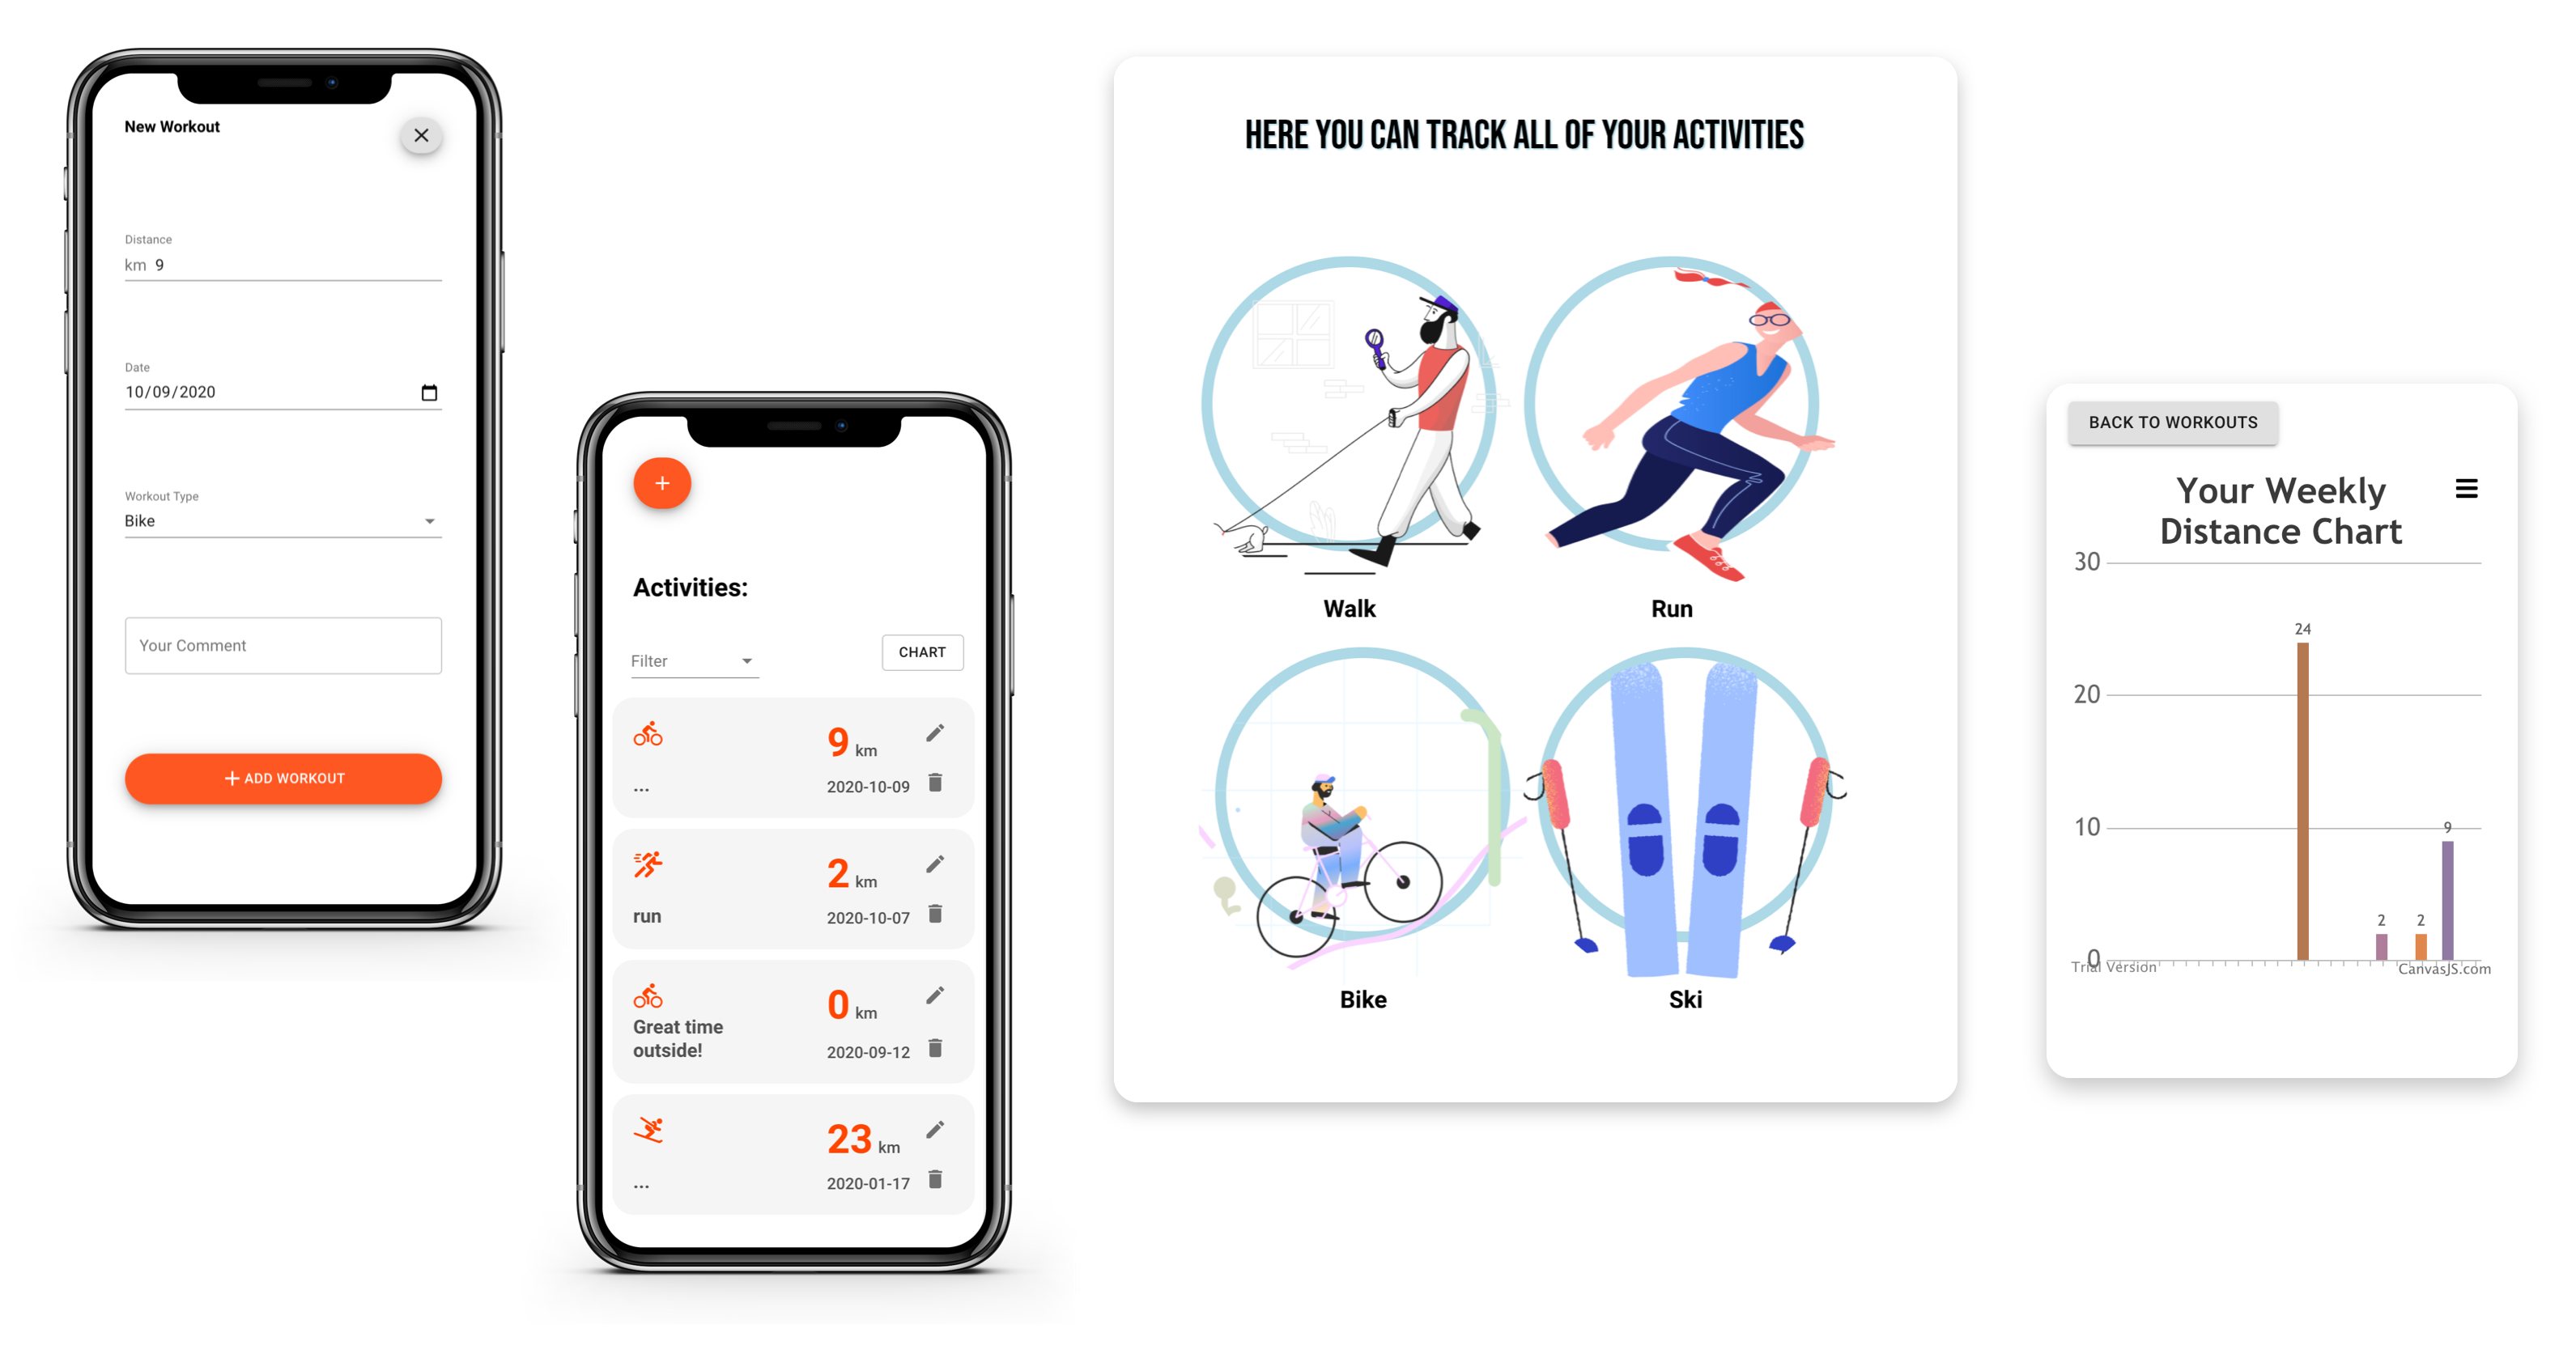 New Workout
Distance
km 9
Date
10/09/2020
Workout Type
Bike
Your Comment
+ ADD WORKOUT
+
Activities:
Filter
CHART
9 km
...
2020-10-09
2 km
run
2020-10-07
0 km
Great time
outside!
2020-09-12
23 km
...
2020-01-17
HERE YOU CAN TRACK ALL OF YOUR ACTIVITIES
Walk
Run
Bike
Ski
BACK TO WORKOUTS
Your Weekly
Distance Chart
30
24
20
10
9
2
2
0
Trial Version
CanvasJS.com